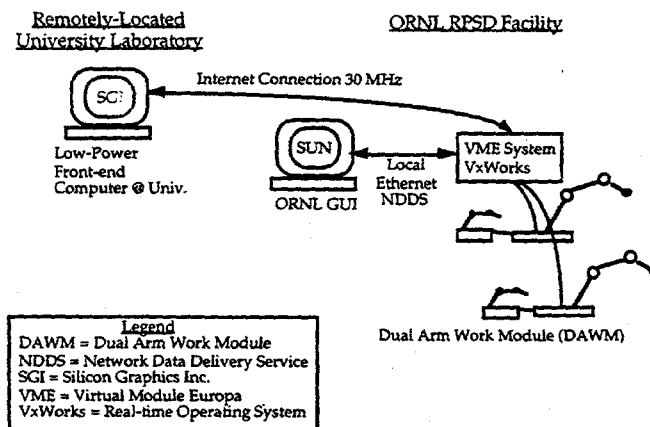 Remotely-Located
University Laboratory
ORNL RPSD Facility
Internet Connection 30 MHz
SGI
Low-Power
Front-end
Computer @ Univ.
SUN
ORNL GUI
Local
Ethernet
NDDS
VME System
VxWorks
Dual Arm Work Module (DAWM)
Legend
DAWM = Dual Arm Work Module
NDDS = Network Data Delivery Service
SGI = Silicon Graphics Inc.
VME = Virtual Module Europa
VxWorks = Real-time Operating System